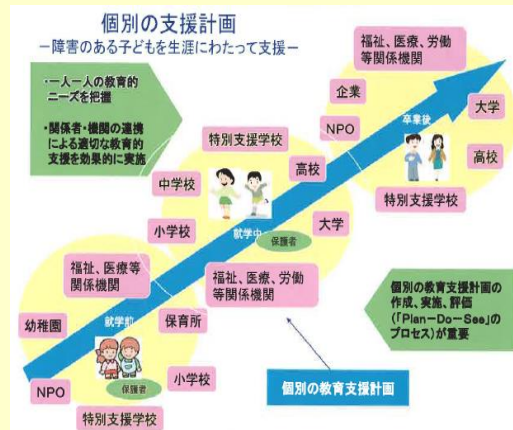 個別の支援計画
－障害のある子どもを生涯にわたって支援－
・一人一人の教育的
ニーズを把握
・関係者・機関の連携
による適切な教育的
支援を効果的に実施
福祉、医療、労働
等関係機関
企業
NPO
卒業後
大学
高校
特別支援学校
特別支援学校
中学校
高校
小学校
就学中
大学
保護者
福祉、医療、労働
等関係機関
福祉、医療等
関係機関
幼稚園
就学前
保育所
NPO
保護者
小学校
特別支援学校
個別の教育支援計画の
作成、実施、評価
(「Plan－Do－See」の
プロセス)が重要
個別の教育支援計画